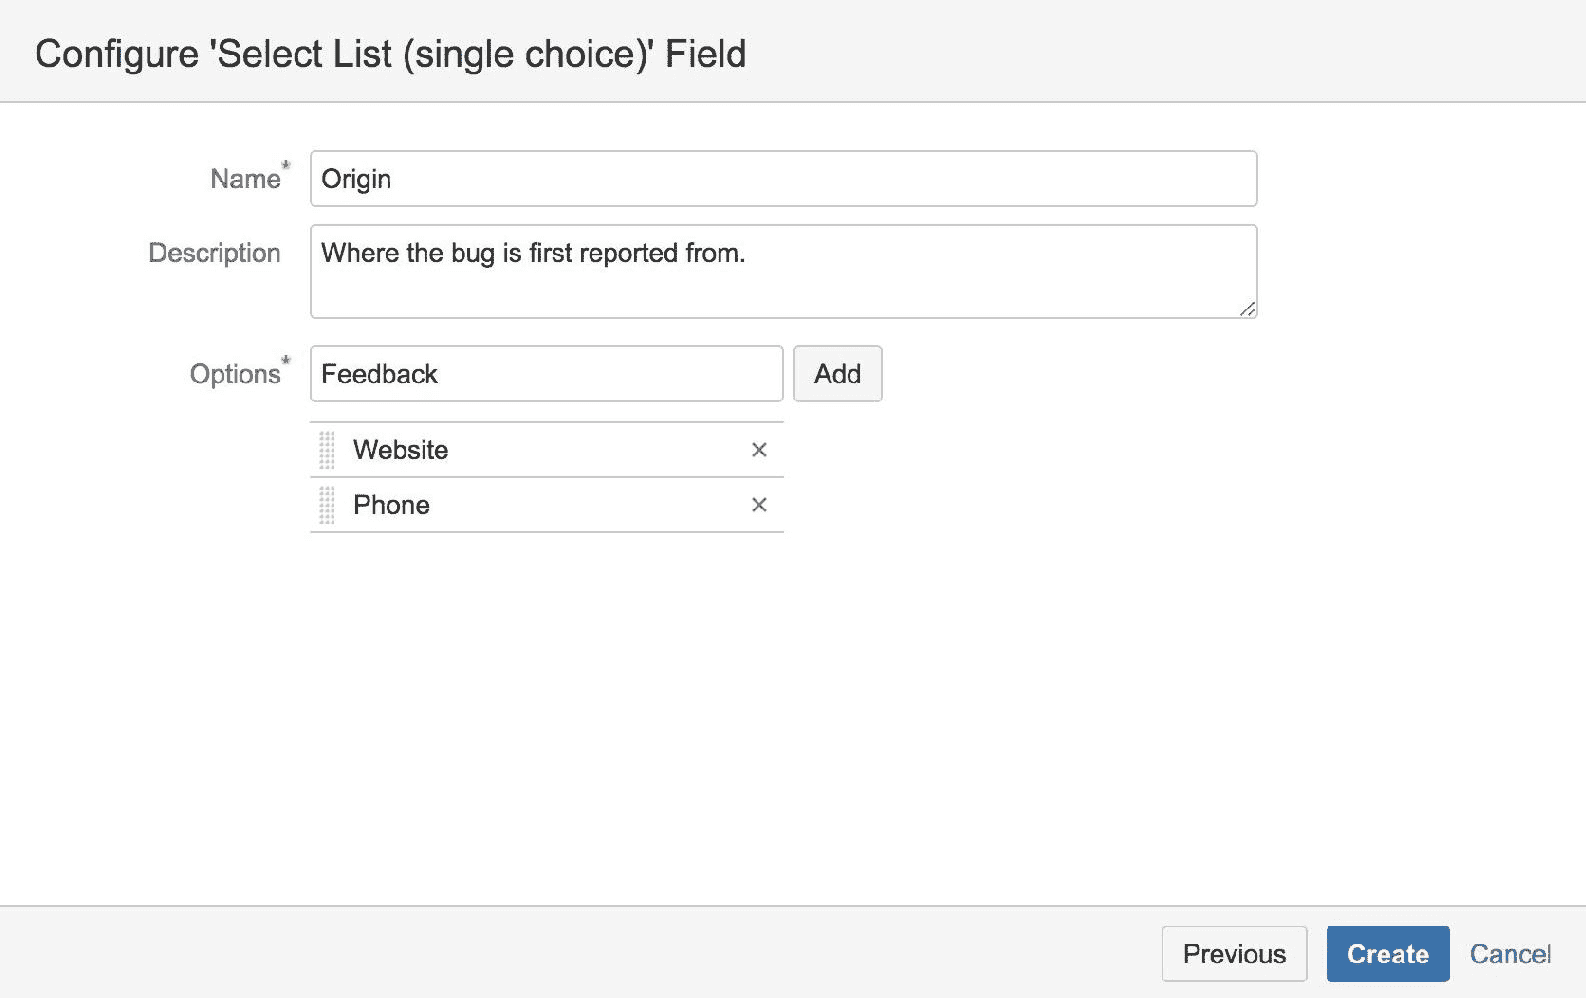 Configure 'Select List (single choice)' Field
Name*
Origin
Description
Where the bug is first reported from.
Options*
Feedback
Add
Website
Phone
Previous
Create
Cancel